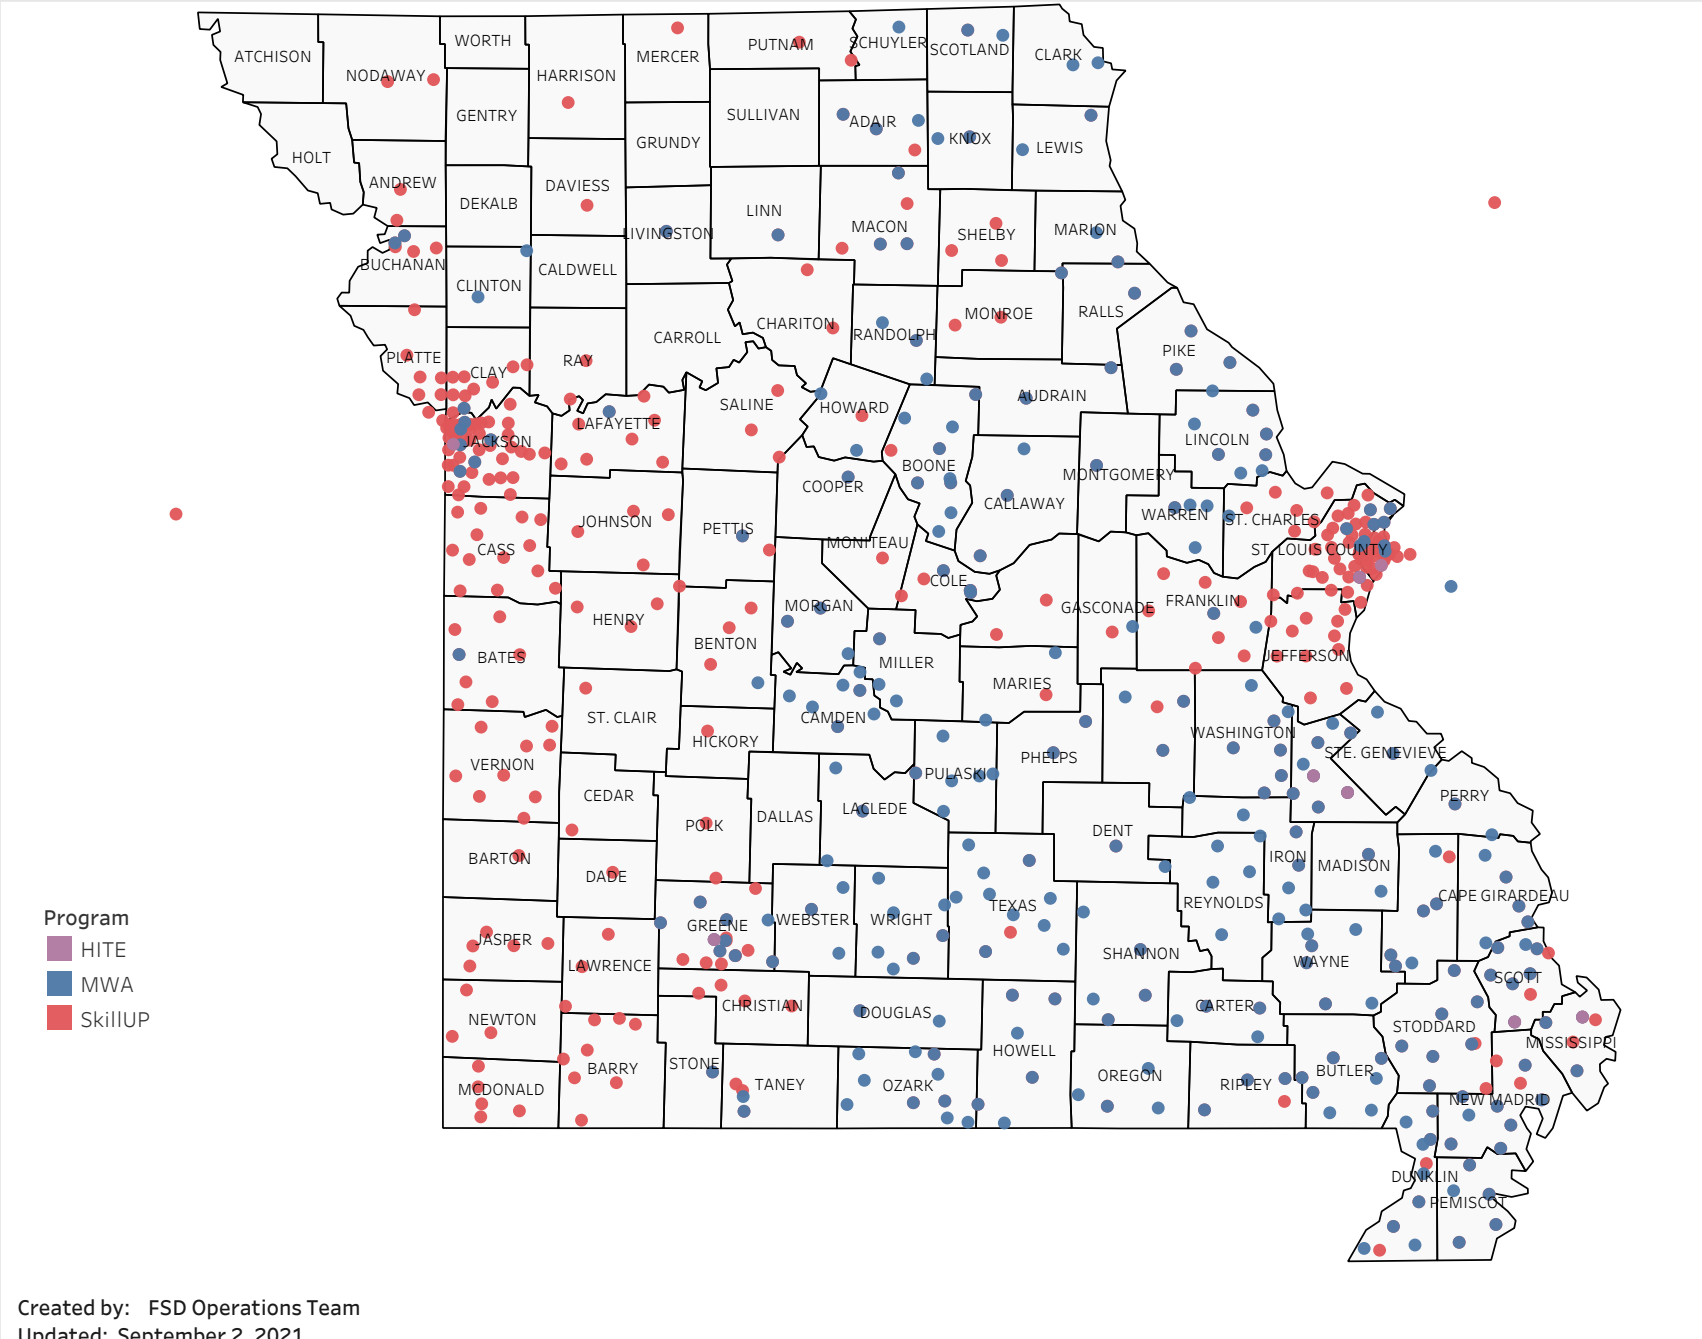 WORTH
SCHUYLER
PUTNAM
SCOTLAND
ATCHISON
MERCER
CLARK
NODAWAY
HARRISON
GENTRY
SULLIVAN
ADAIR
KNOX
GRUNDY
LEWIS
HOLT
ANDREW
DAVIESS
DEKALB
LINN
MACON
LIVINGSTON
SHELBY
MARION
BUCHANAN
CALDWELL
CLINTON
RALLS
MONROE
CHARITON
RANDOLPH
CARROLL
PIKE
PLATTE
RAY
CLAY
AUDRAIN
SALINE
HOWARD
LAFAYETTE
JACKSON
LINCOLN
BOONE
MONTGOMERY
COOPER
CALLAWAY
WARREN
ST. CHARLES
JOHNSON
PETTIS
MONITEAU
CASS
ST. LOUIS COUNTY
COLE
MORGAN
GASCONADE
FRANKLIN
HENRY
BENTON
BATES
MILLER
JEFFERSON
MARIES
ST. CLAIR
CAMDEN
HICKORY
WASHINGTON
STE. GENEVIEVE
PHELPS
VERNON
PULASKI
CEDAR
PERRY
LACLEDE
DALLAS
POLK
DENT
BARTON
IRON
MADISON
DADE
CAPE GIRARDEAU
REYNOLDS
TEXAS
Program
WEBSTER
WRIGHT
GREENE
JASPER
HITE
SHANNON
WAYNE
LAWRENCE
MWA
SCOTT
CHRISTIAN
CARTER
DOUGLAS
SkillUP
NEWTON
STODDARD
MISSISSIPPI
HOWELL
STONE
BARRY
BUTLER
OREGON
TANEY
OZARK
RIPLEY
MCDONALD
NEW MADRID
DUNKLIN
PEMISCOT
Created by: FSD Operations Team
Updated: September 2, 2021